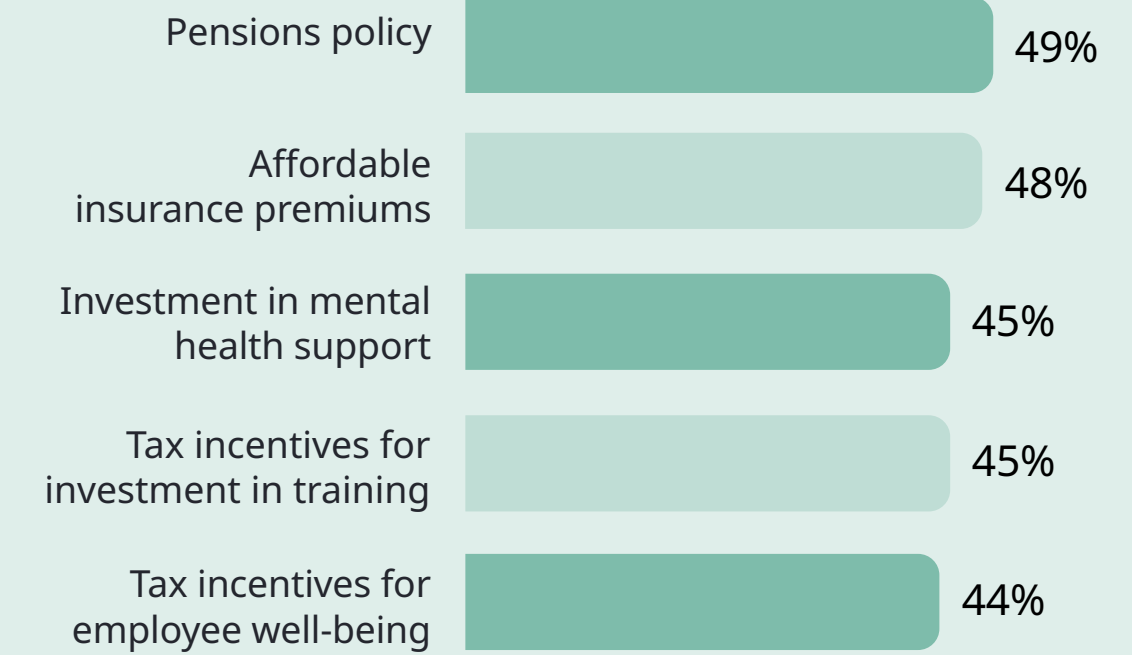 Pensions policy
49%
Affordable
insurance premiums
48%
Investment in mental
health support
45%
Tax incentives for
investment in training
45%
Tax incentives for
employee well-being
44%